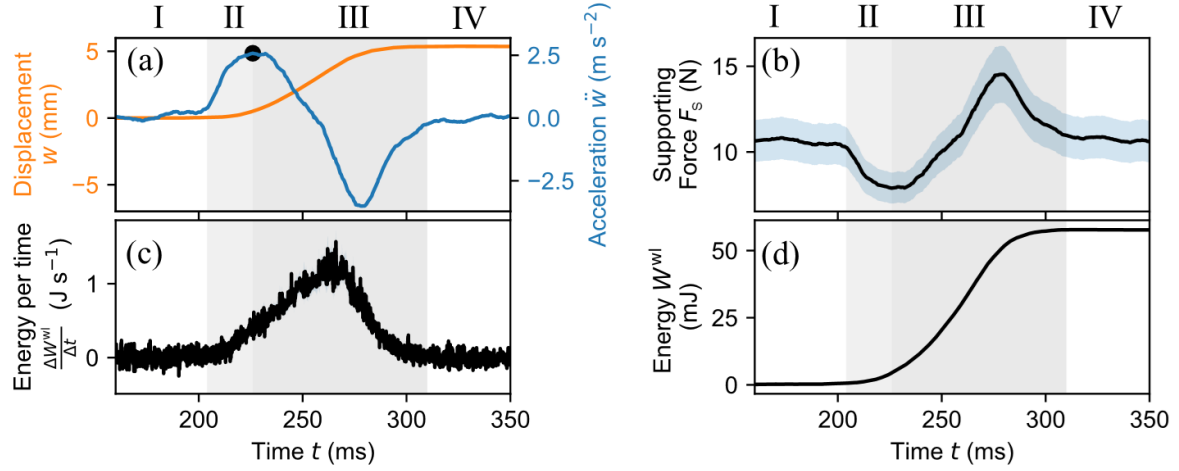 I II III IV
(a)
Displacement
w (mm)
5
0
−5
2.5
0.0
−2.5
Acceleration ẅ (m s⁻²)
I II III IV
(b)
Supporting
Force Fₛ (N)
15
10
(c)
Energy per time
ΔWʷˡ/Δt (J s⁻¹)
1
0
200 250 300 350
Time t (ms)
(d)
Energy Wʷˡ
(mJ)
50
25
0
200 250 300 350
Time t (ms)